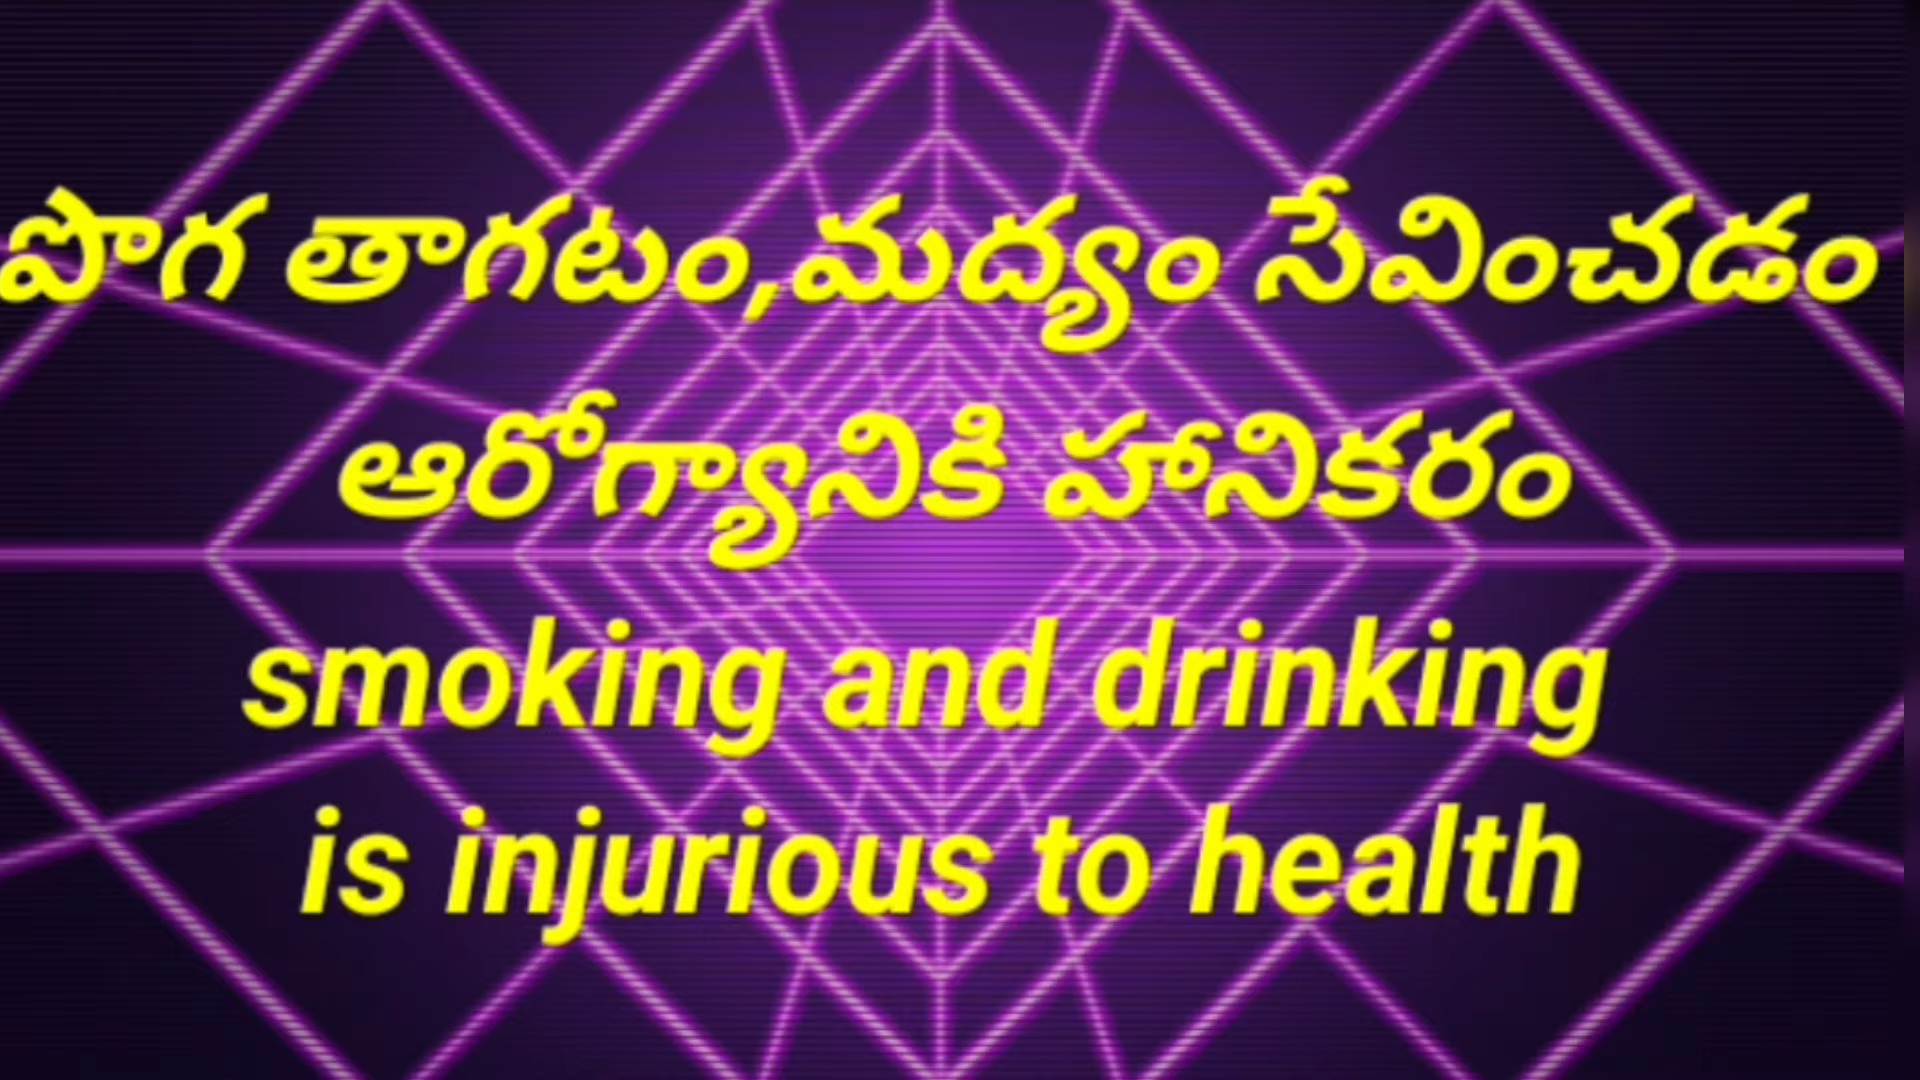 పొగ తాగటం,మద్యం సేవించడం
ఆరోగ్యానికి హానికరం
smoking and drinking
is injurious to health